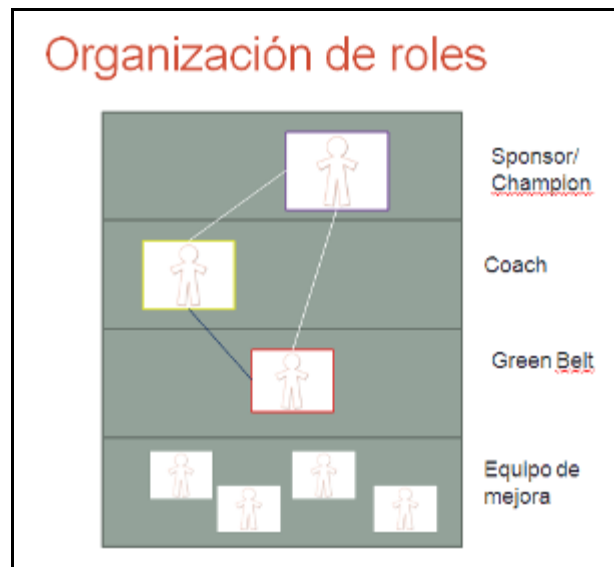 Organización de roles
Sponsor/
Champion
Coach
Green Belt
Equipo de
mejora